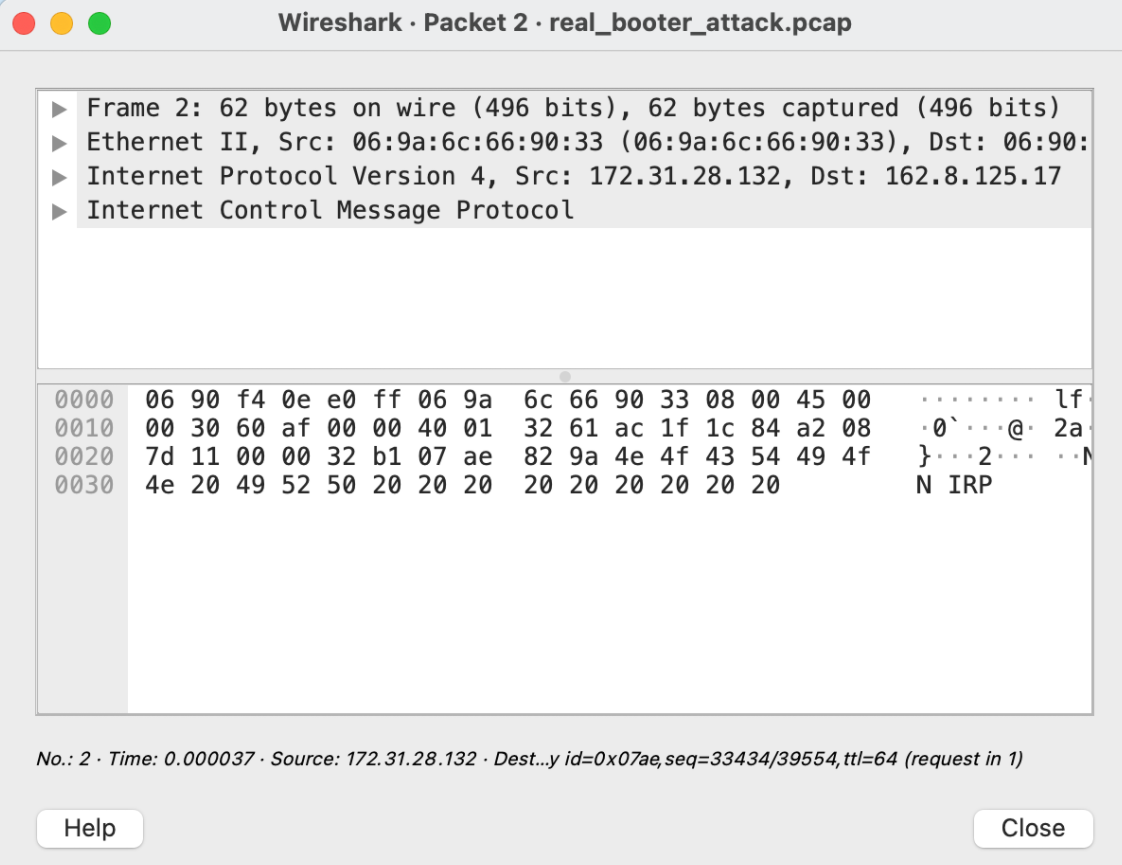 Wireshark · Packet 2 · real_booter_attack.pcap
Frame 2: 62 bytes on wire (496 bits), 62 bytes captured (496 bits)
Ethernet II, Src: 06:9a:6c:66:90:33 (06:9a:6c:66:90:33), Dst: 06:90:
Internet Protocol Version 4, Src: 172.31.28.132, Dst: 162.8.125.17
Internet Control Message Protocol
0000 06 90 f4 0e e0 ff 06 9a 6c 66 90 33 08 00 45 00 ········ lf·
0010 00 30 60 af 00 00 40 01 32 61 ac 1f 1c 84 a2 08 ·0`···@· 2a·
0020 7d 11 00 00 32 b1 07 ae 82 9a 4e 4f 43 54 49 4f }···2··· ··N
0030 4e 20 49 52 50 20 20 20 20 20 20 20 20 20 N IRP
No.: 2 · Time: 0.000037 · Source: 172.31.28.132 · Dest…y id=0x07ae, seq=33434/39554, ttl=64 (request in 1)
Help
Close